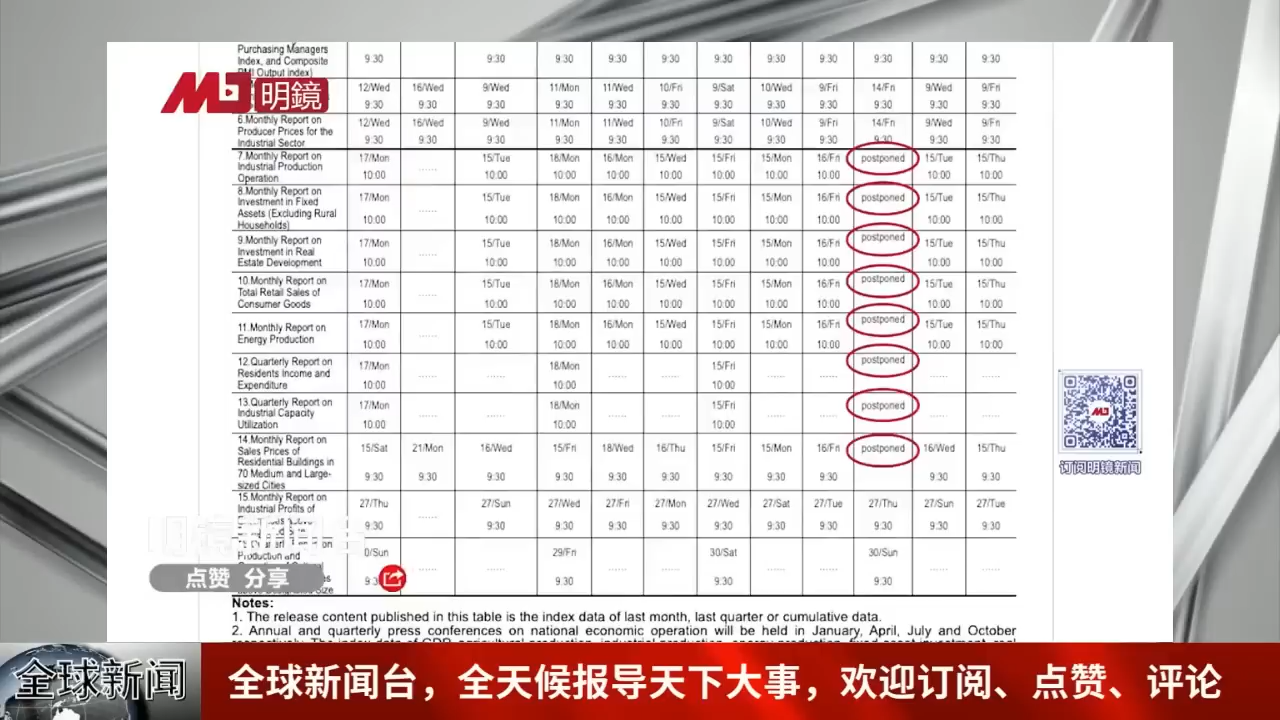 Purchasing Managers
Index, and Composite
PMI Output index)
9:30 9:30 9:30 9:30 9:30 9:30 9:30 9:30 9:30 9:30 9:30
明鏡
12/Wed 16/Wed 9/Wed 11/Mon 11/Wed 10/Fri 9/Sat 10/Wed 9/Fri 14/Fri 9/Wed 9/Fri
9:30 9:30 9:30 9:30 9:30 9:30 9:30 9:30 9:30 9:30 9:30 9:30
6.Monthly Report on
Producer Prices for the
Industrial Sector
12/Wed 16/Wed 9/Wed 11/Mon 11/Wed 10/Fri 9/Sat 10/Wed 9/Fri 14/Fri 9/Wed 9/Fri
9:30 9:30 9:30 9:30 9:30 9:30 9:30 9:30 9:30 9:30 9:30 9:30
7.Monthly Report on
Industrial Production
Operation
17/Mon ...... 15/Tue 18/Mon 16/Mon 15/Wed 15/Fri 15/Mon 16/Fri postponed 15/Tue 15/Thu
10:00 10:00 10:00 10:00 10:00 10:00 10:00 10:00 10:00 10:00
8.Monthly Report on
Investment in Fixed
Assets (Excluding Rural
Households)
17/Mon ...... 15/Tue 18/Mon 16/Mon 15/Wed 15/Fri 15/Mon 16/Fri postponed 15/Tue 15/Thu
10:00 10:00 10:00 10:00 10:00 10:00 10:00 10:00 10:00 10:00
9.Monthly Report on
Investment in Real
Estate Development
17/Mon ...... 15/Tue 18/Mon 16/Mon 15/Wed 15/Fri 15/Mon 16/Fri postponed 15/Tue 15/Thu
10:00 10:00 10:00 10:00 10:00 10:00 10:00 10:00 10:00 10:00
10.Monthly Report on
Total Retail Sales of
Consumer Goods
17/Mon ...... 15/Tue 18/Mon 16/Mon 15/Wed 15/Fri 15/Mon 16/Fri postponed 15/Tue 15/Thu
10:00 10:00 10:00 10:00 10:00 10:00 10:00 10:00 10:00 10:00
11.Monthly Report on
Energy Production
17/Mon ...... 15/Tue 18/Mon 16/Mon 15/Wed 15/Fri 15/Mon 16/Fri postponed 15/Tue 15/Thu
10:00 10:00 10:00 10:00 10:00 10:00 10:00 10:00 10:00 10:00
12.Quarterly Report on
Residents Income and
Expenditure
17/Mon ...... ...... 18/Mon ...... ...... 15/Fri ...... ...... postponed ...... ......
10:00 10:00 10:00
13.Quarterly Report on
Industrial Capacity
Utilization
17/Mon ...... ...... 18/Mon ...... ...... 15/Fri ...... ...... postponed ...... ......
10:00 10:00 10:00
14.Monthly Report on
Sales Prices of
Residential Buildings in
70 Medium and Large-
sized Cities
15/Sat 21/Mon 16/Wed 15/Fri 18/Wed 16/Thu 15/Fri 15/Mon 16/Fri postponed 16/Wed 15/Thu
9:30 9:30 9:30 9:30 9:30 9:30 9:30 9:30 9:30 9:30 9:30
15.Monthly Report on
Industrial Profits of
27/Thu ...... 27/Sun 27/Wed 27/Fri 27/Mon 27/Wed 27/Sat 27/Tue 27/Thu 27/Sun 27/Tue
9:30 9:30 9:30 9:30 9:30 9:30 9:30 9:30 9:30 9:30 9:30
Production and
29/Fri 30/Sat 30/Sun
9:30 9:30 9:30
Size
点赞 分享
订阅明镜新闻
Notes:
1. The release content published in this table is the index data of last month, last quarter or cumulative data.
2. Annual and quarterly press conferences on national economic operation will be held in January, April, July and October
全球新闻
全球新闻台，全天候报导天下大事，欢迎订阅、点赞、评论